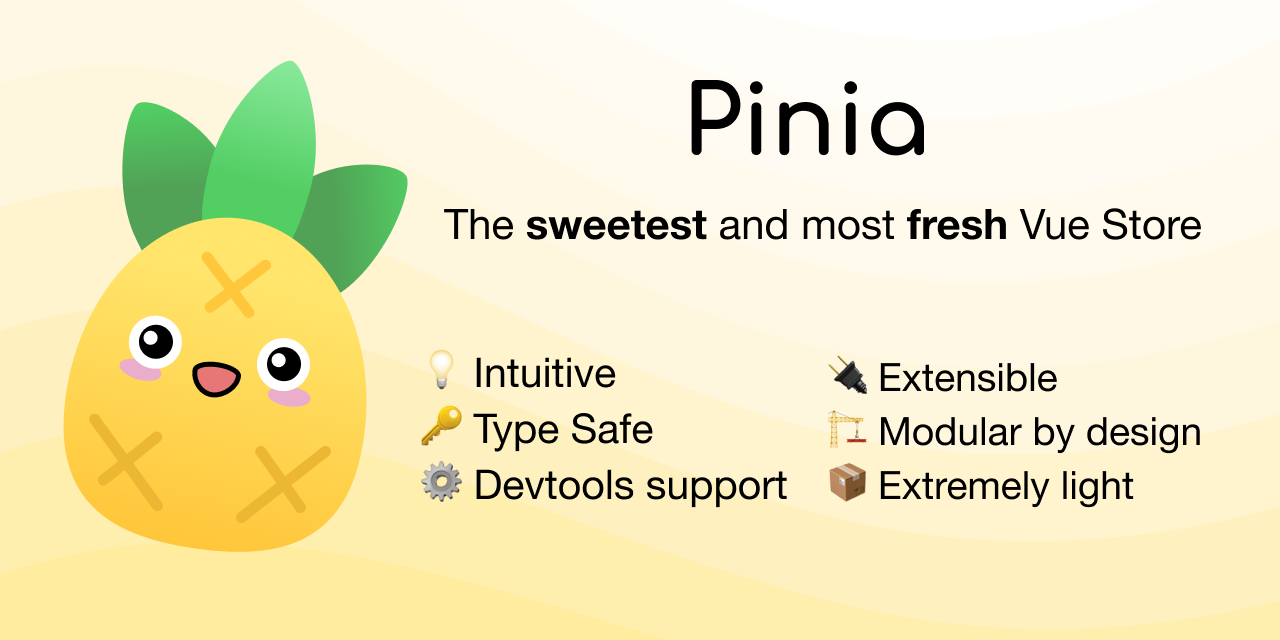 Pinia
The sweetest and most fresh Vue Store
Intuitive
Type Safe
Devtools support
Extensible
Modular by design
Extremely light